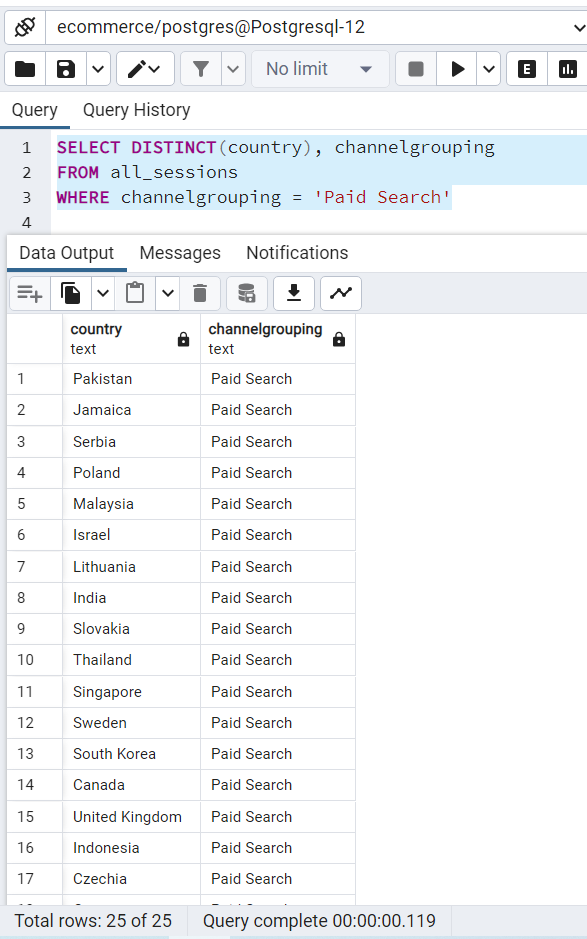 ecommerce/postgres@Postgresql-12
No limit
E
Query Query History
1 SELECT DISTINCT(country), channelgrouping
2 FROM all_sessions
3 WHERE channelgrouping = 'Paid Search'
4
Data Output Messages Notifications
country channelgrouping
text text
1 Pakistan Paid Search
2 Jamaica Paid Search
3 Serbia Paid Search
4 Poland Paid Search
5 Malaysia Paid Search
6 Israel Paid Search
7 Lithuania Paid Search
8 India Paid Search
9 Slovakia Paid Search
10 Thailand Paid Search
11 Singapore Paid Search
12 Sweden Paid Search
13 South Korea Paid Search
14 Canada Paid Search
15 United Kingdom Paid Search
16 Indonesia Paid Search
17 Czechia Paid Search
Total rows: 25 of 25 Query complete 00:00:00.119